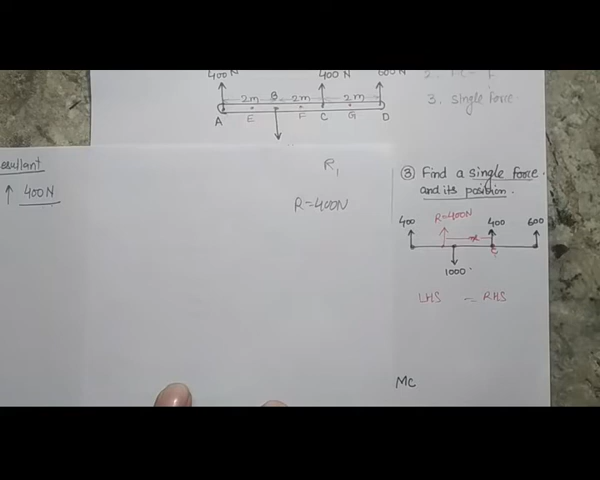 400 N 400 N 600 N
2m B 2m 2m
A E F C G D
3. single force
esultant
↑ 400N
R₁
R=400N
③ Find a single force
and its position.
400 R=400N 400 600
x
C
1000
LHS = RHS
MC